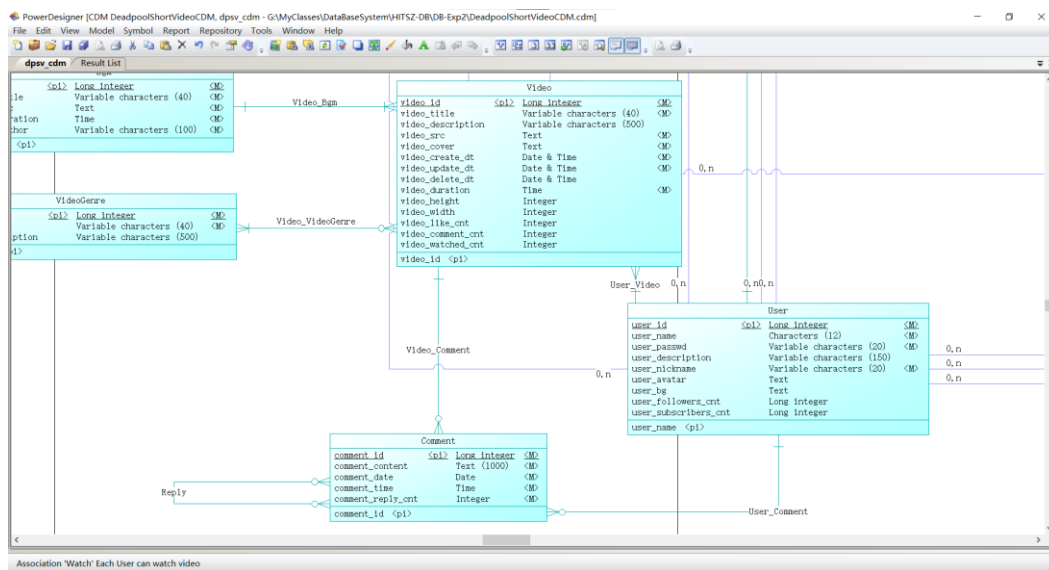 PowerDesigner [CDM DeadpoolShortVideoCDM, dpsv_cdm - G:\MyClasses\DataBaseSystem\HITSZ-DB\DB-Exp2\DeadpoolShortVideoCDM.cdm]
File Edit View Model Symbol Report Repository Tools Window Help
dpsv_cdm Result List
<pi> Long integer <M>
le Variable characters (40) <M>
Text <M>
ation Time <M>
thor Variable characters (100) <M>
<pi>
Video_Bgm
Video
video_id <pi> Long integer <M>
video_title Variable characters (40) <M>
video_description Variable characters (500)
video_src Text <M>
video_cover Text <M>
video_create_dt Date & Time <M>
video_update_dt Date & Time <M>
video_delete_dt Date & Time
video_duration Time <M>
video_height Integer
video_width Integer
video_like_cnt Integer
video_comment_cnt Integer
video_watched_cnt Integer
video_id <pi>
0,n
VideoGenre
<pi> Long integer <M>
Variable characters (40) <M>
ption Variable characters (500)
i>
Video_VideoGenre
User_Video 0,n 0,n0,n
User
user_id <pi> Long integer <M>
user_name Characters (12) <M>
user_passwd Variable characters (20) <M>
user_description Variable characters (150)
user_nickname Variable characters (20) <M>
user_avatar Text
user_bg Text
user_followers_cnt Long integer
user_subscribers_cnt Long integer
user_name <pi>
0,n
0,n
0,n
Video_Comment
0,n
Comment
comment_id <pi> Long integer <M>
comment_content Text (1000) <M>
comment_date Date <M>
comment_time Time <M>
comment_reply_cnt Integer <M>
comment_id <pi>
Reply
User_Comment
Association 'Watch' Each User can watch video